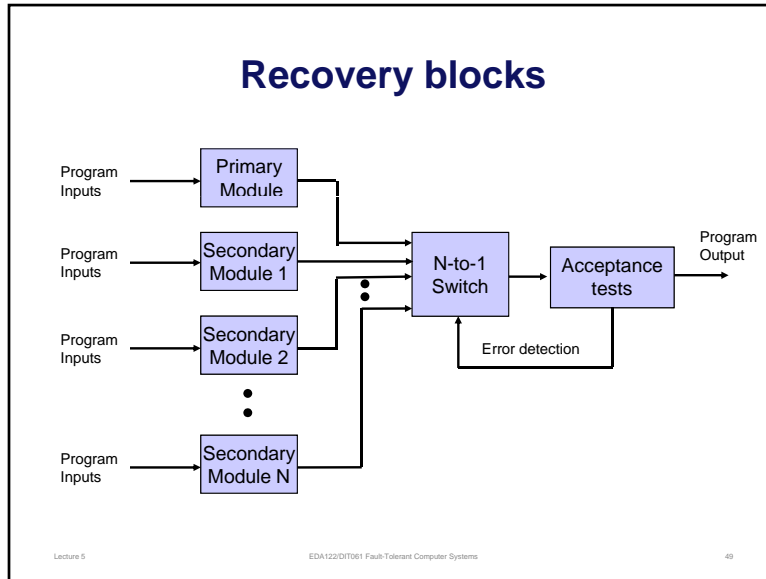 Recovery blocks
Program
Inputs
Primary
Module
Program
Inputs
Secondary
Module 1
Program
Inputs
Secondary
Module 2
Program
Inputs
Secondary
Module N
N-to-1
Switch
Acceptance
tests
Program
Output
Error detection
Lecture 5
EDA122/DIT061 Fault-Tolerant Computer Systems
49